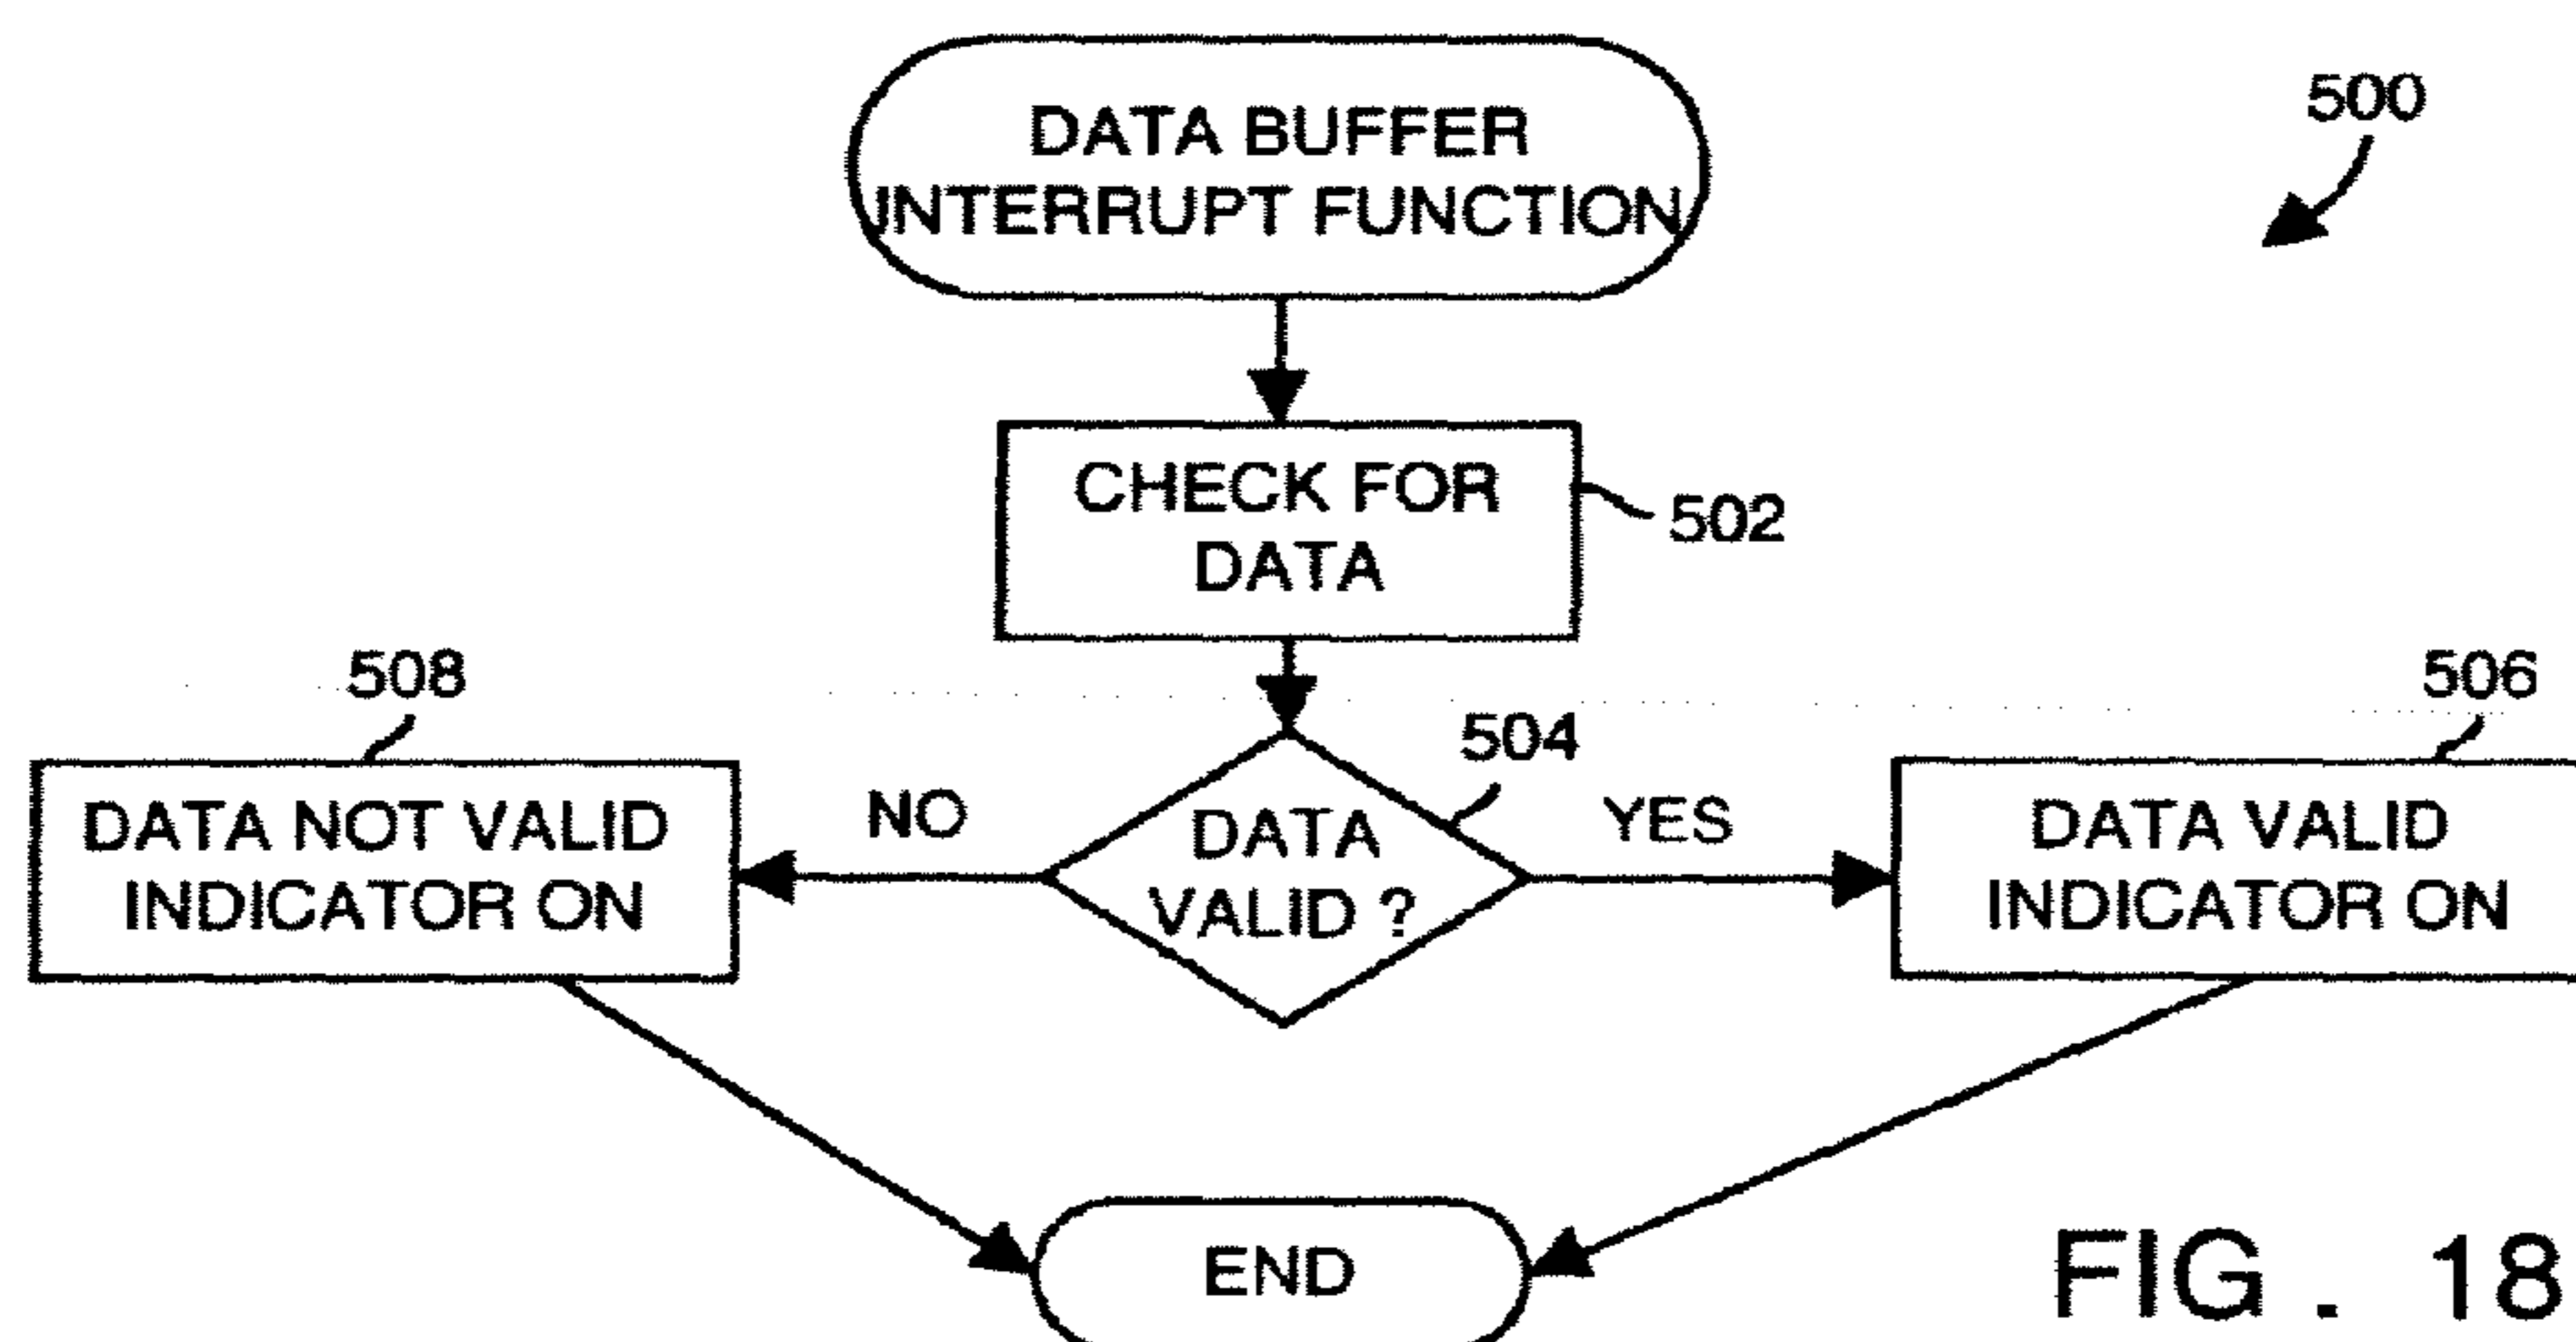 DATA BUFFER
INTERRUPT FUNCTION
500
CHECK FOR
DATA
502
508
506
504
DATA NOT VALID
INDICATOR ON
NO
DATA
VALID ?
YES
DATA VALID
INDICATOR ON
END
FIG . 18